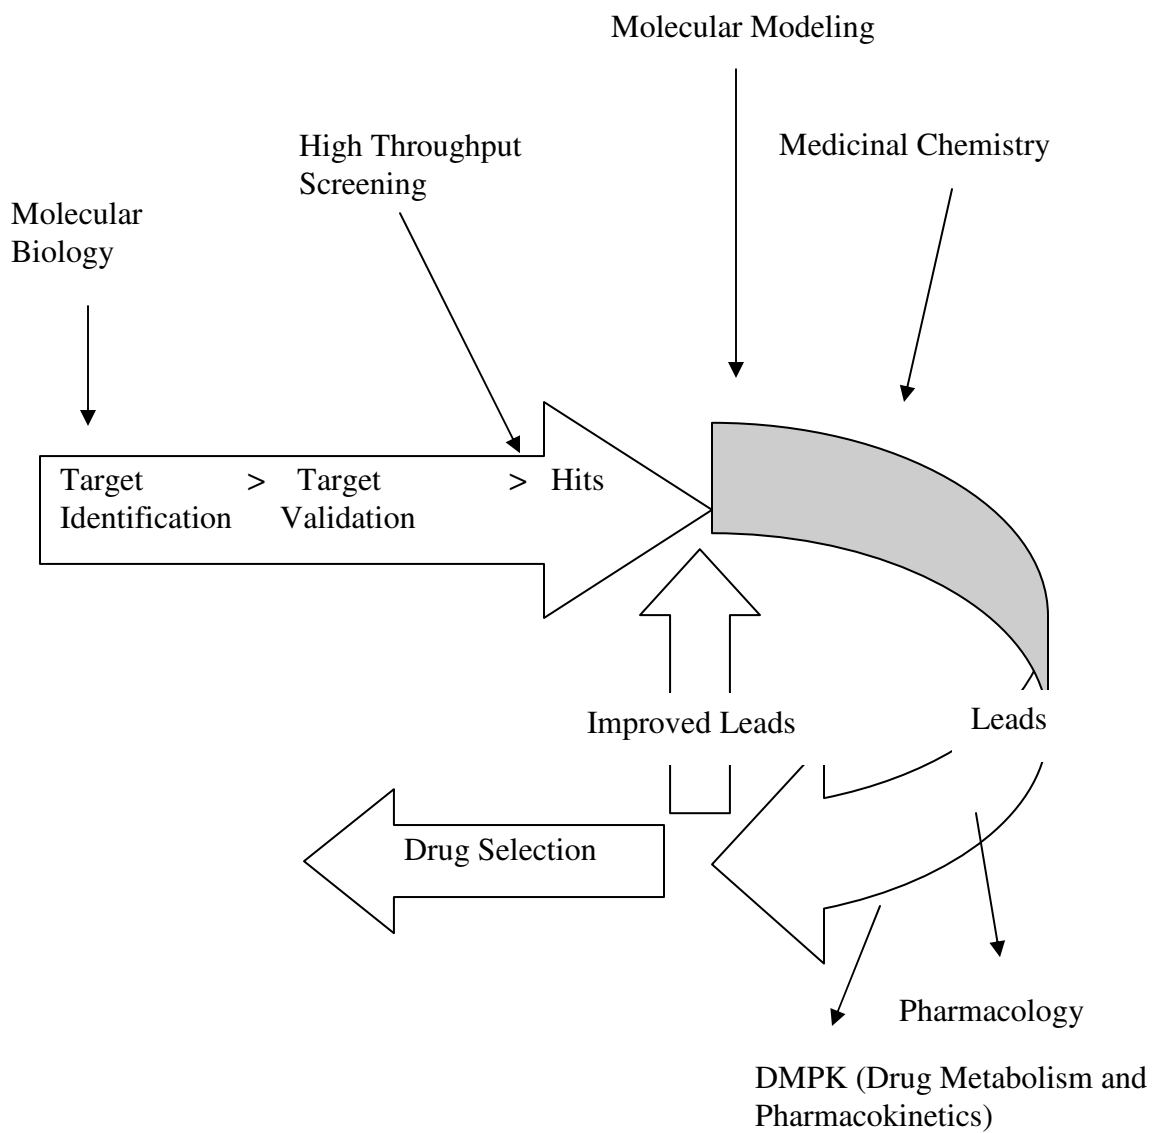 Molecular Modeling
High Throughput
Screening
Medicinal Chemistry
Molecular
Biology
Target > Target > Hits
Identification Validation
Improved Leads
Leads
Drug Selection
Pharmacology
DMPK (Drug Metabolism and
Pharmacokinetics)